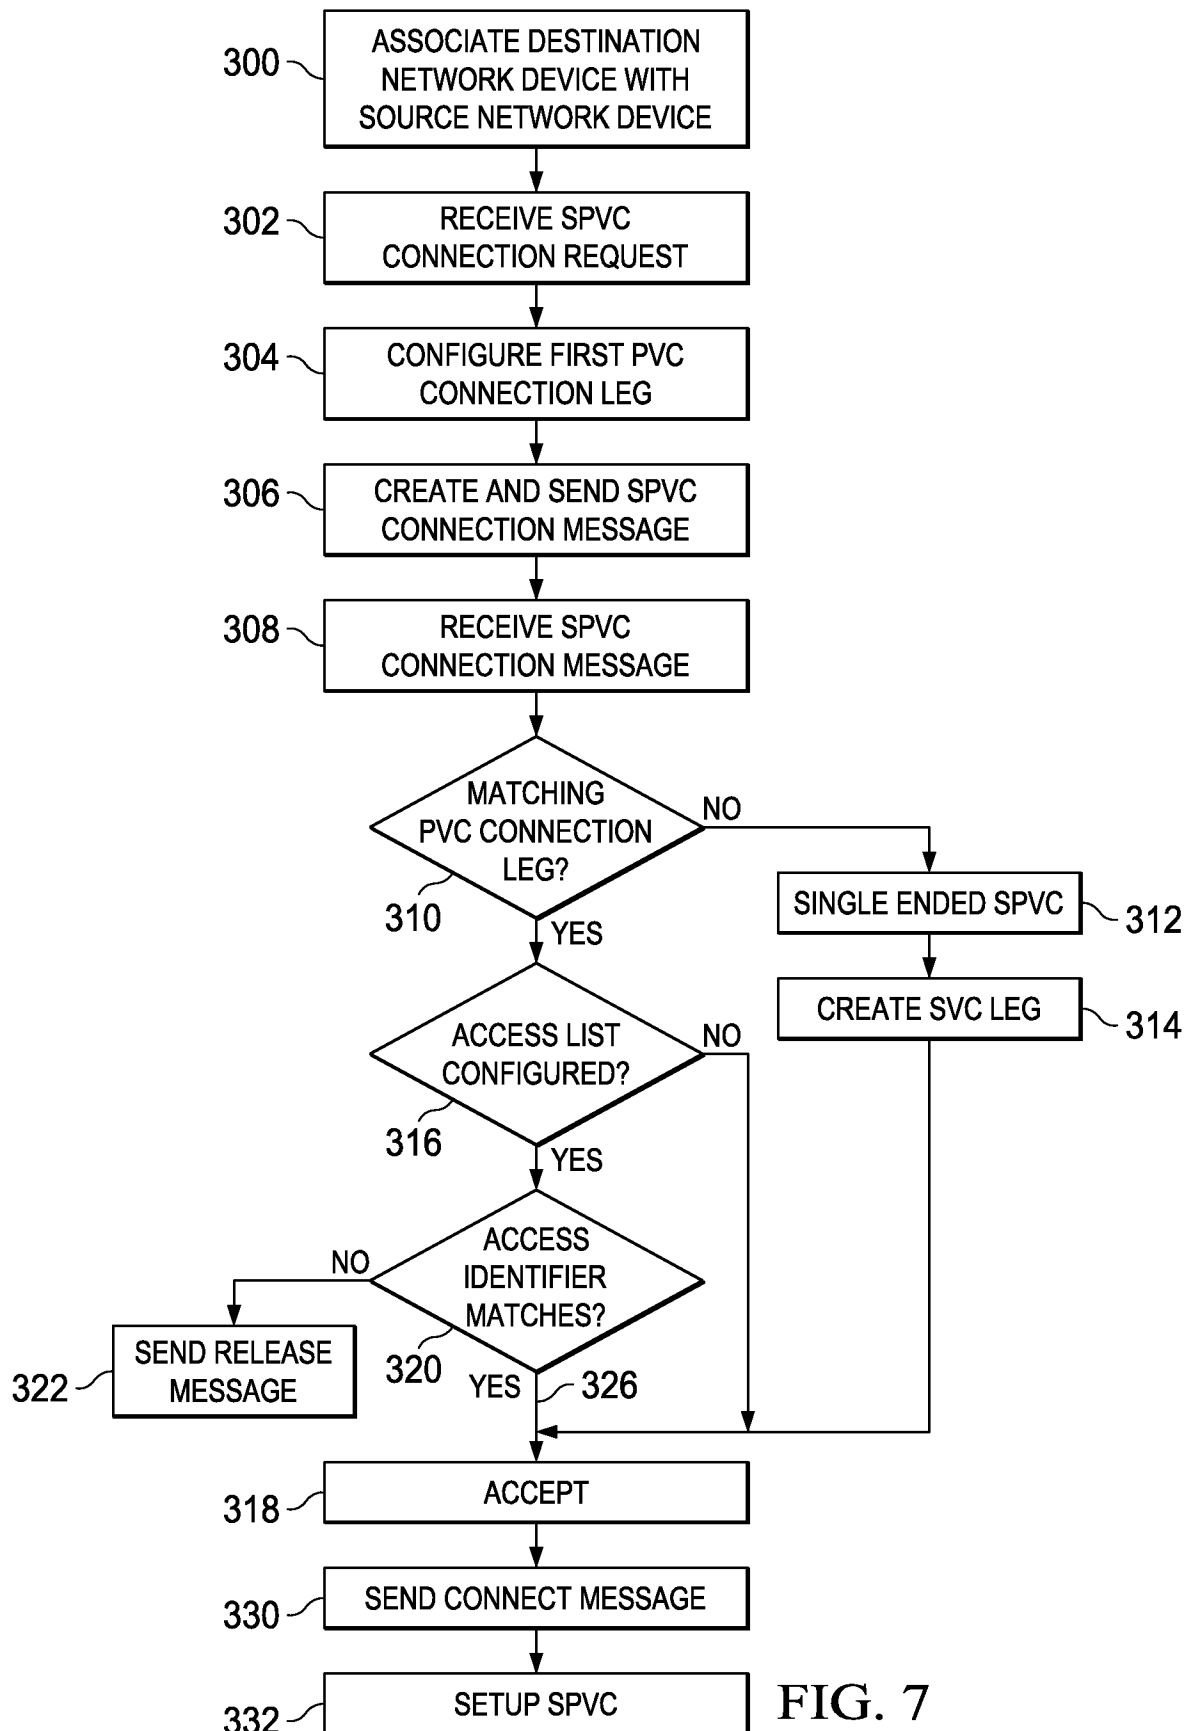 300
ASSOCIATE DESTINATION
NETWORK DEVICE WITH
SOURCE NETWORK DEVICE
302
RECEIVE SPVC
CONNECTION REQUEST
304
CONFIGURE FIRST PVC
CONNECTION LEG
306
CREATE AND SEND SPVC
CONNECTION MESSAGE
308
RECEIVE SPVC
CONNECTION MESSAGE
MATCHING
PVC CONNECTION
LEG?
310
NO
YES
SINGLE ENDED SPVC
312
CREATE SVC LEG
314
ACCESS LIST
CONFIGURED?
316
NO
YES
ACCESS
IDENTIFIER
MATCHES?
320
NO
SEND RELEASE
MESSAGE
322
YES
326
318
ACCEPT
330
SEND CONNECT MESSAGE
332
SETUP SPVC
FIG. 7